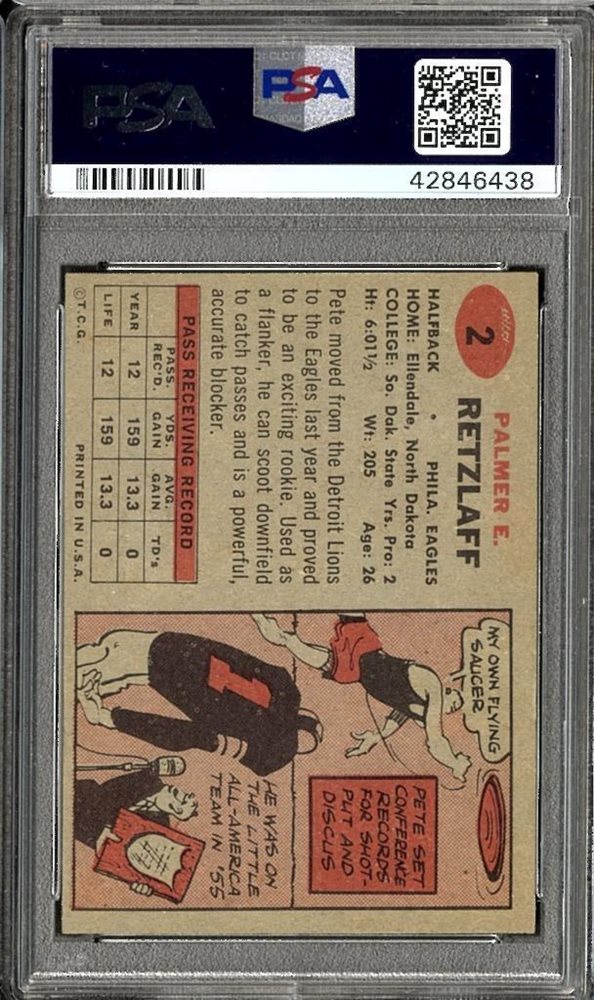 PSA
PSA
42846438
2
PALMER E.
RETZLAFF
HALFBACK • PHILA. EAGLES
HOME: Ellendale, North Dakota
COLLEGE: So. Dak. State Yrs. Pro: 2
Ht: 6:01½ Wt: 205 Age: 26
Pete moved from the Detroit Lions
to the Eagles last year and proved
to be an exciting rookie. Used as
a flanker, he can scoot downfield
to catch passes and is a powerful,
accurate blocker.
PASS RECEIVING RECORD
PASS. REC'D. YDS. GAIN AVG. GAIN TD's
YEAR 12 159 13.3 0
LIFE 12 159 13.3 0
©T.C.G. PRINTED IN U.S.A.
MY OWN FLYING
SAUCER
PETE SET
CONFERENCE
RECORDS
FOR SHOT-
PUT AND
DISCUS
1
HE WAS ON
THE LITTLE
ALL-AMERICA
TEAM IN '55